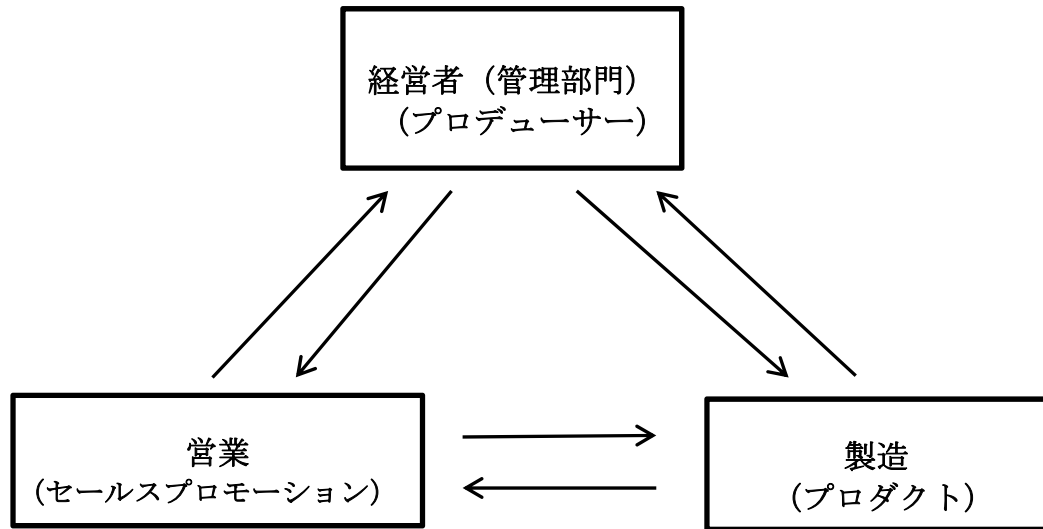 経営者（管理部門）
（プロデューサー）
営業
（セールスプロモーション）
製造
（プロダクト）